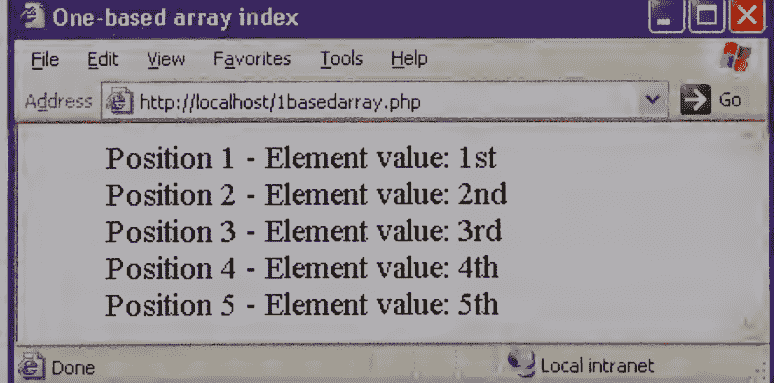 One-based array index
File Edit View Favorites Tools Help
Address http://localhost/1basedarray.php Go
Position 1 - Element value: 1st
Position 2 - Element value: 2nd
Position 3 - Element value: 3rd
Position 4 - Element value: 4th
Position 5 - Element value: 5th
Done Local intranet